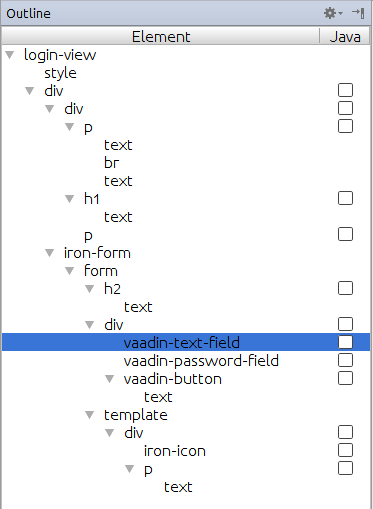 Outline
Element Java
login-view
style
div
div
p
text
br
text
h1
text
p
iron-form
form
h2
text
div
vaadin-text-field
vaadin-password-field
vaadin-button
text
template
div
iron-icon
p
text